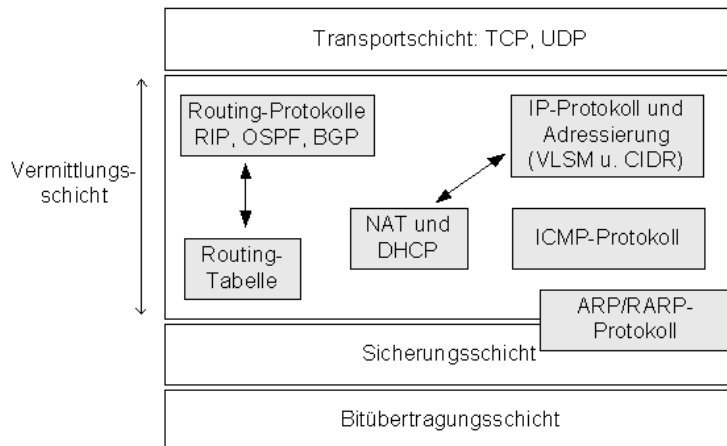 Transportschicht: TCP, UDP
Vermittlungs-
schicht
Routing-Protokolle
RIP, OSPF, BGP
IP-Protokoll und
Adressierung
(VLSM u. CIDR)
NAT und
DHCP
ICMP-Protokoll
Routing-
Tabelle
ARP/RARP-
Protokoll
Sicherungsschicht
Bitübertragungsschicht